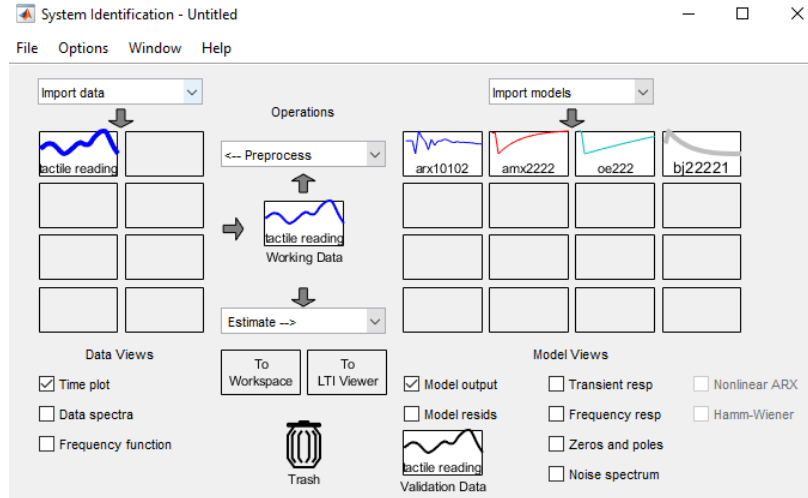 System Identification - Untitled
File Options Window Help
Import data
Import models
Operations
<-- Preprocess
tactile reading
arx10102
amx2222
oe222
bj22221
tactile reading
Working Data
Estimate -->
Data Views
Model Views
To Workspace
To LTI Viewer
Time plot
Data spectra
Frequency function
Model output
Model resids
Transient resp
Frequency resp
Zeros and poles
Noise spectrum
Nonlinear ARX
Hamm-Wiener
Trash
tactile reading
Validation Data